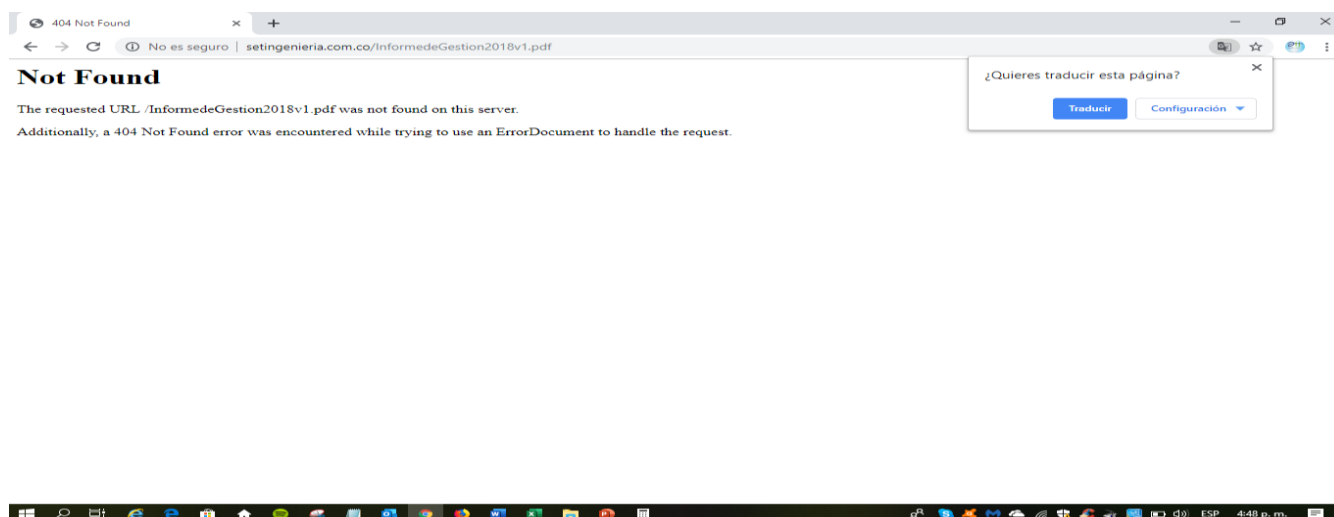 404 Not Found
No es seguro | setingenieria.com.co/InformedeGestion2018v1.pdf
¿Quieres traducir esta página?
Traducir
Configuración
Not Found
The requested URL /InformedeGestion2018v1.pdf was not found on this server.
Additionally, a 404 Not Found error was encountered while trying to use an ErrorDocument to handle the request.
ESP
4:48 p. m.